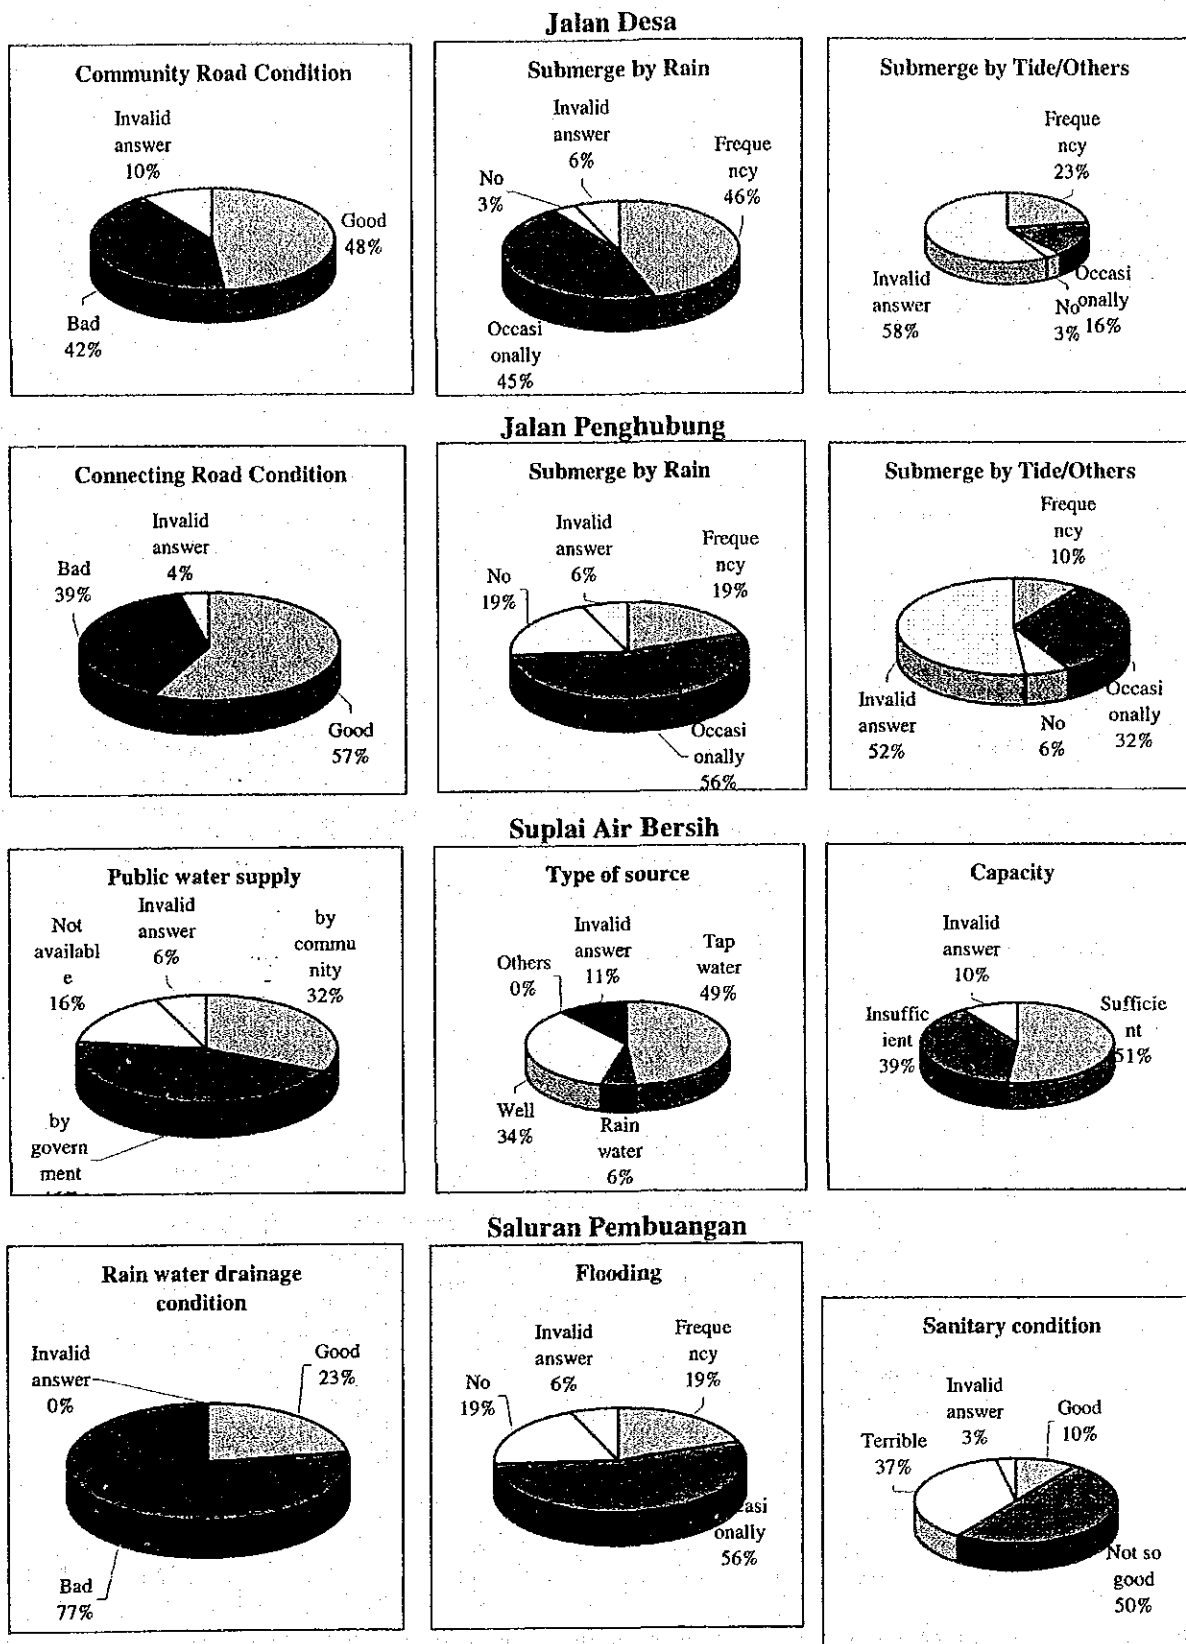 Jalan Desa
Community Road Condition
Invalid
answer
10%
Good
48%
Bad
42%
Submerge by Rain
Invalid
answer
6%
No
3%
Freque
ncy
46%
Occasi
onally
45%
Submerge by Tide/Others
Freque
ncy
23%
Invalid
answer
58%
No
3%
Occasi
onally
16%
Jalan Penghubung
Connecting Road Condition
Invalid
answer
4%
Bad
39%
Good
57%
Submerge by Rain
Invalid
answer
6%
No
19%
Freque
ncy
19%
Occasi
onally
56%
Submerge by Tide/Others
Freque
ncy
10%
Invalid
answer
52%
No
6%
Occasi
onally
32%
Suplai Air Bersih
Public water supply
Not
availabl
e
16%
Invalid
answer
6%
by
commu
nity
32%
by
govern
ment
Type of source
Others
0%
Invalid
answer
11%
Tap
water
49%
Well
34%
Rain
water
6%
Capacity
Invalid
answer
10%
Insuffic
ient
39%
Sufficie
nt
51%
Saluran Pembuangan
Rain water drainage
condition
Invalid
answer
0%
Good
23%
Bad
77%
Flooding
Invalid
answer
6%
No
19%
Freque
ncy
19%
onally
56%
Sanitary condition
Invalid
answer
3%
Good
10%
Terrible
37%
Not so
good
50%